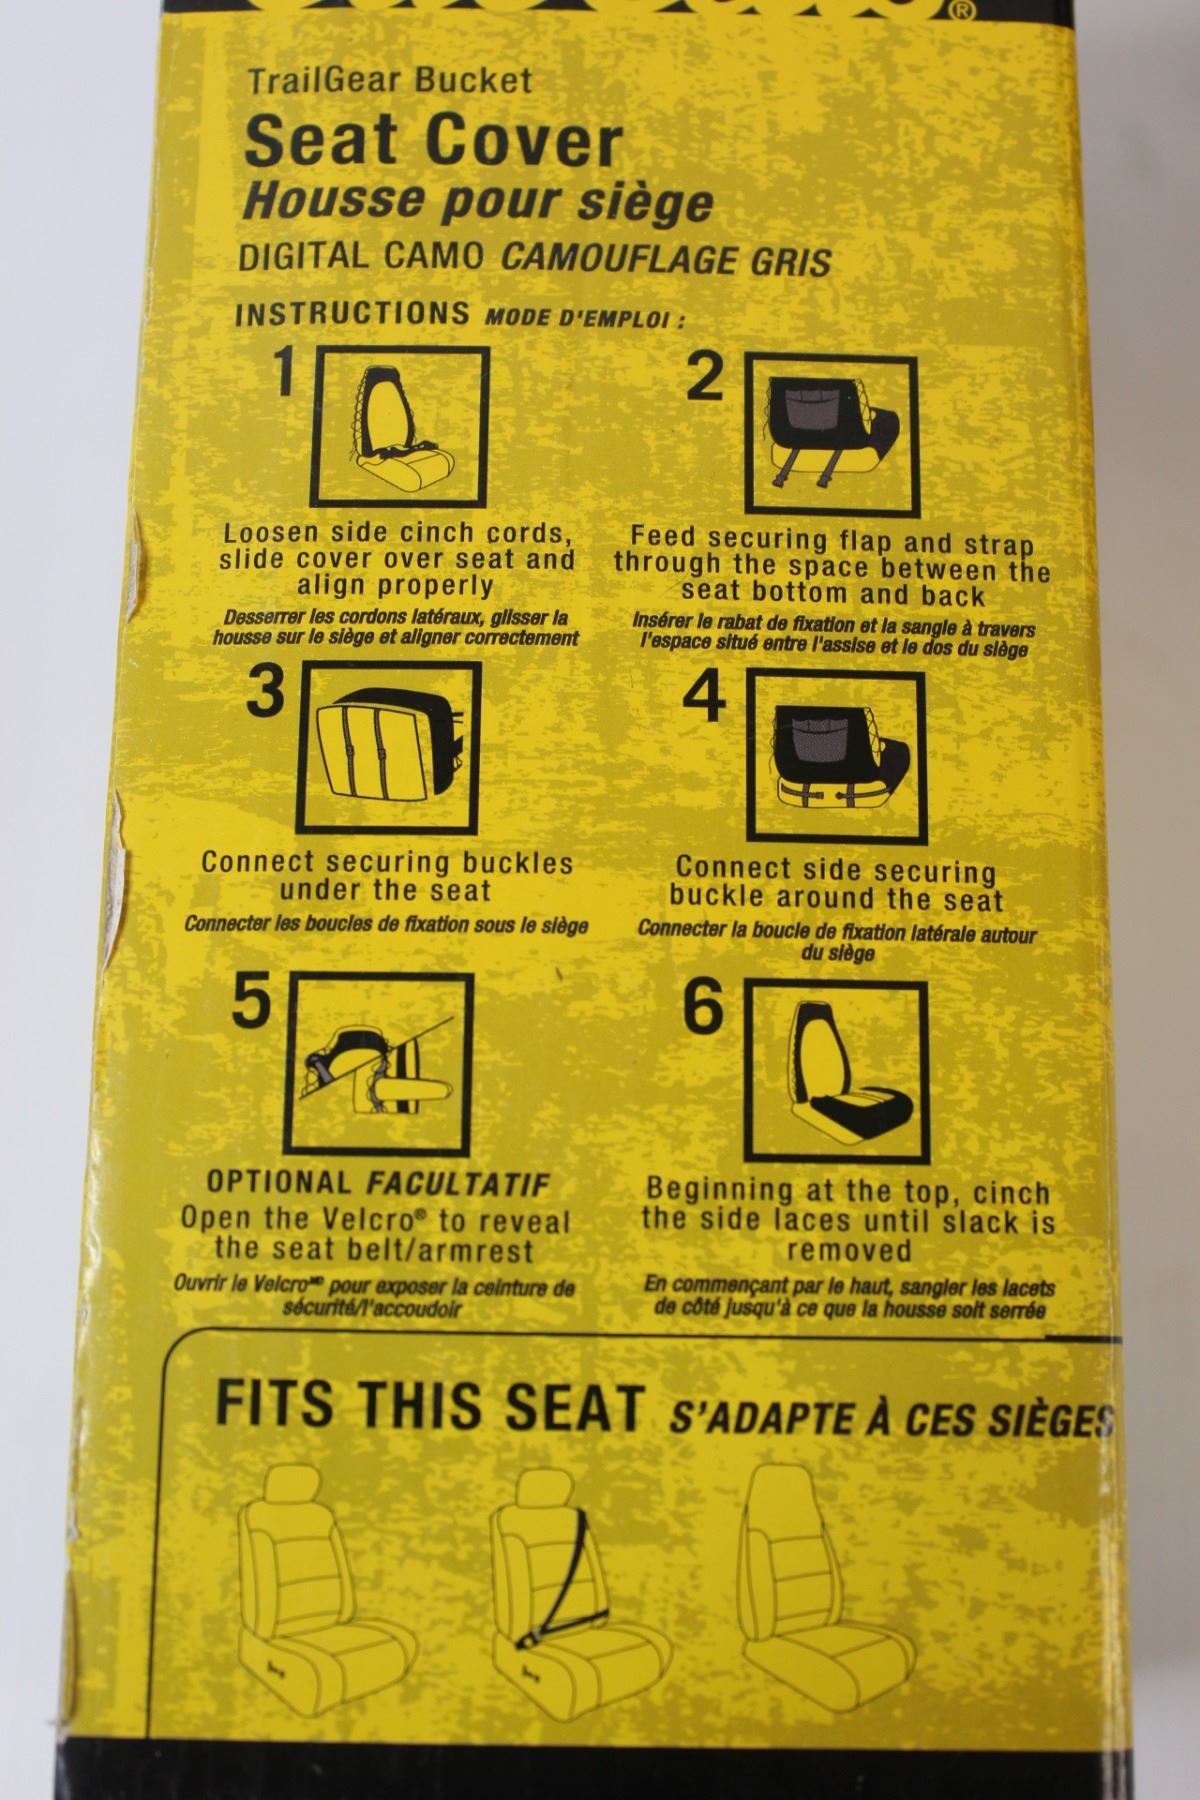 ®
TrailGear Bucket
Seat Cover
Housse pour siège
DIGITAL CAMO CAMOUFLAGE GRIS
INSTRUCTIONS MODE D'EMPLOI :
1
Loosen side cinch cords,
slide cover over seat and
align properly
Desserrer les cordons latéraux, glisser la
housse sur le siège et aligner correctement
2
Feed securing flap and strap
through the space between the
seat bottom and back
Insérer le rabat de fixation et la sangle à travers
l'espace situé entre l'assise et le dos du siège
3
Connect securing buckles
under the seat
Connecter les boucles de fixation sous le siège
4
Connect side securing
buckle around the seat
Connecter la boucle de fixation latérale autour
du siège
5
OPTIONAL FACULTATIF
Open the Velcro® to reveal
the seat belt/armrest
Ouvrir le Velcro MD pour exposer la ceinture de
sécurité/l'accoudoir
6
Beginning at the top, cinch
the side laces until slack is
removed
En commençant par le haut, sangler les lacets
de côté jusqu'à ce que la housse soit serrée
FITS THIS SEAT S'ADAPTE À CES SIÈGES